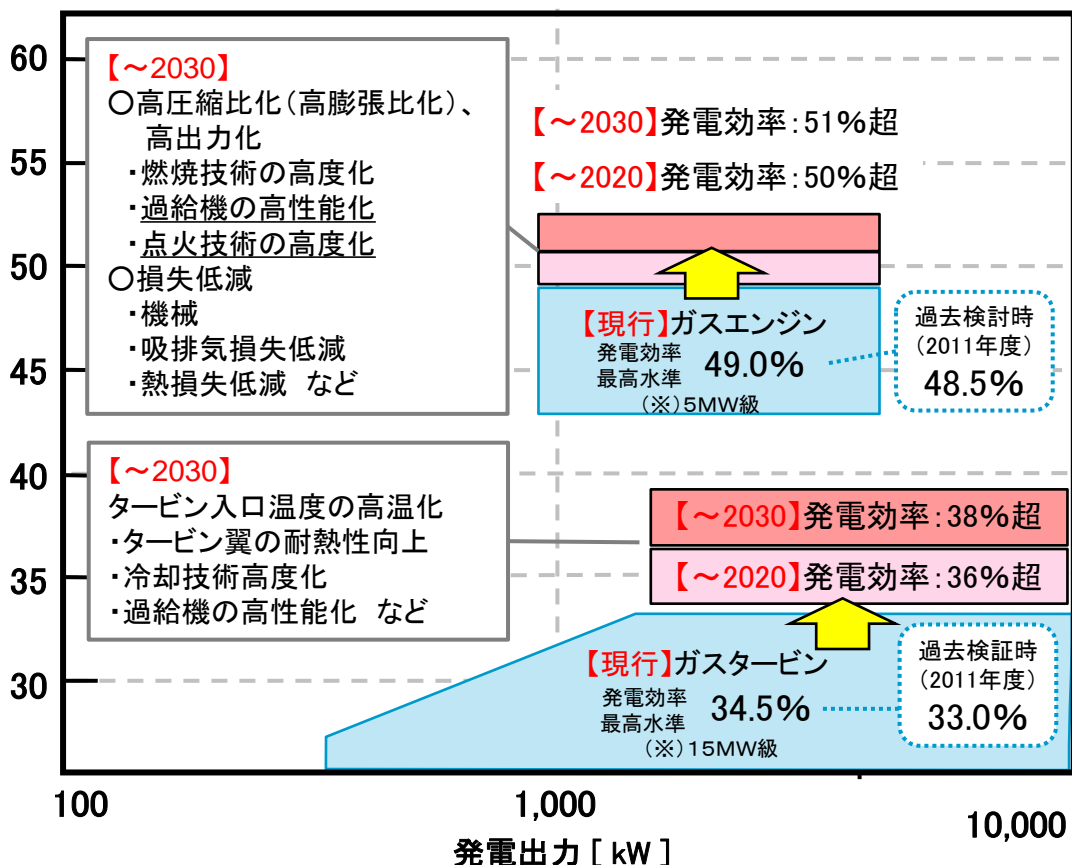 60
55
50
45
40
35
30
【～2030】
○高圧縮比化(高膨張比化)、
高出力化
・燃焼技術の高度化
・過給機の高性能化
・点火技術の高度化
○損失低減
・機械
・吸排気損失低減
・熱損失低減 など
【～2030】発電効率：51%超
【～2020】発電効率：50%超
【現行】ガスエンジン
発電効率
最高水準
49.0%
(※)5MW級
過去検計時
(2011年度)
48.5%
【～2030】
タービン入口温度の高温化
・タービン翼の耐熱性向上
・冷却技術高度化
・過給機の高性能化 など
【～2030】発電効率：38%超
【～2020】発電効率：36%超
【現行】ガスタービン
発電効率
最高水準
34.5%
(※)15MW級
過去検証時
(2011年度)
33.0%
100
1,000
10,000
発電出力 [ kW ]